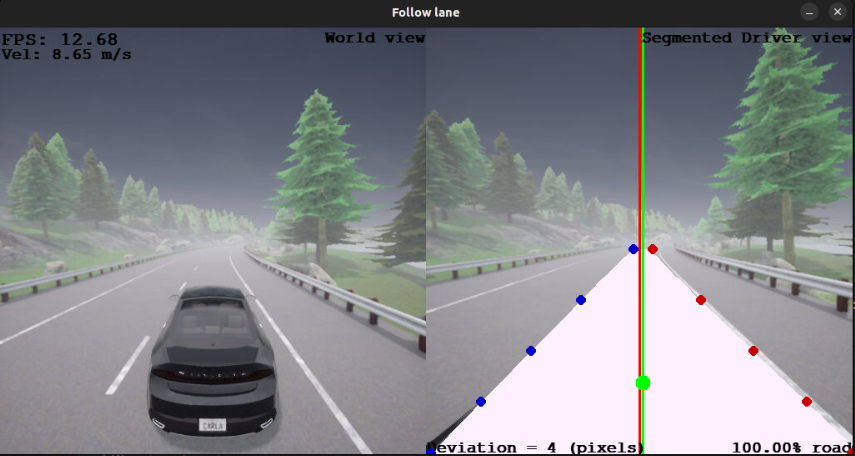 Follow lane
FPS: 12.68
Vel: 8.65 m/s
World view
Segmented Driver view
CARLA
Deviation = 4 (pixels)
100.00% road